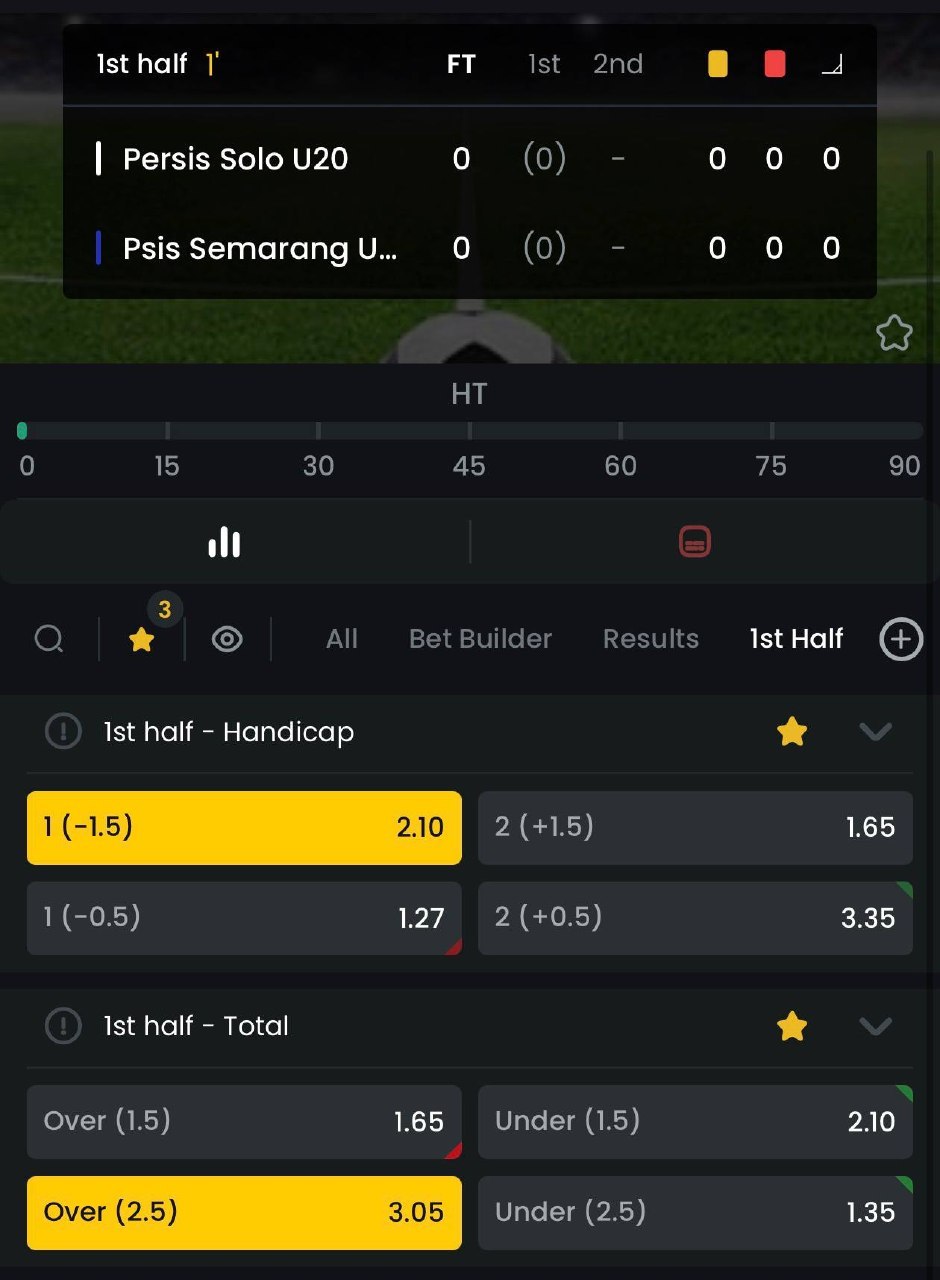 1st half 1' FT 1st 2nd
Persis Solo U20 0 (0) - 0 0 0
Psis Semarang U... 0 (0) - 0 0 0
HT
0 15 30 45 60 75 90
3
All Bet Builder Results 1st Half
1st half - Handicap
1 (-1.5) 2.10 2 (+1.5) 1.65
1 (-0.5) 1.27 2 (+0.5) 3.35
1st half - Total
Over (1.5) 1.65 Under (1.5) 2.10
Over (2.5) 3.05 Under (2.5) 1.35